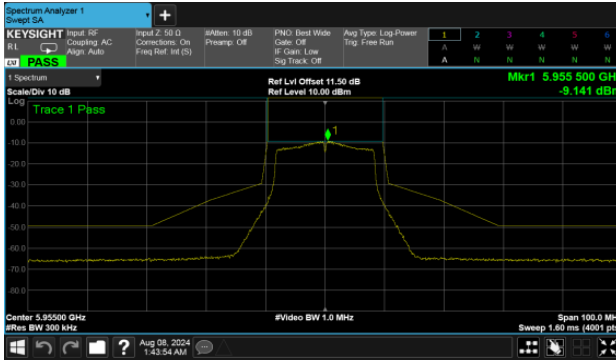 Spectrum Analyzer 1
Swept SA
KEYSIGHT
Input: RF
Coupling: AC
Align: Auto
Input Z: 50 Ω
Corrections: On
Freq Ref: Int (S)
#Atten: 10 dB
Preamp: Off
PNO: Best Wide
Gate: Off
IF Gain: Low
Sig Track: Off
Avg Type: Log-Power
Trig: Free Run
1 2 3 4 5 6
A W W W W W
A N N N N N
R L
PASS
1 Spectrum
Scale/Div 10 dB
Ref Lvl Offset 11.50 dB
Ref Level 10.00 dBm
Mkr1 5.955 500 GH
-9.141 dBr
Log
Trace 1 Pass
1
0.00
-10.0
-20.0
-30.0
-40.0
-50.0
-60.0
-70.0
-80.0
Center 5.95500 GHz
#Res BW 300 kHz
#Video BW 1.0 MHz
Span 100.0 MH
Sweep 1.60 ms (4001 pts
?
Aug 08, 2024
1:43:54 AM